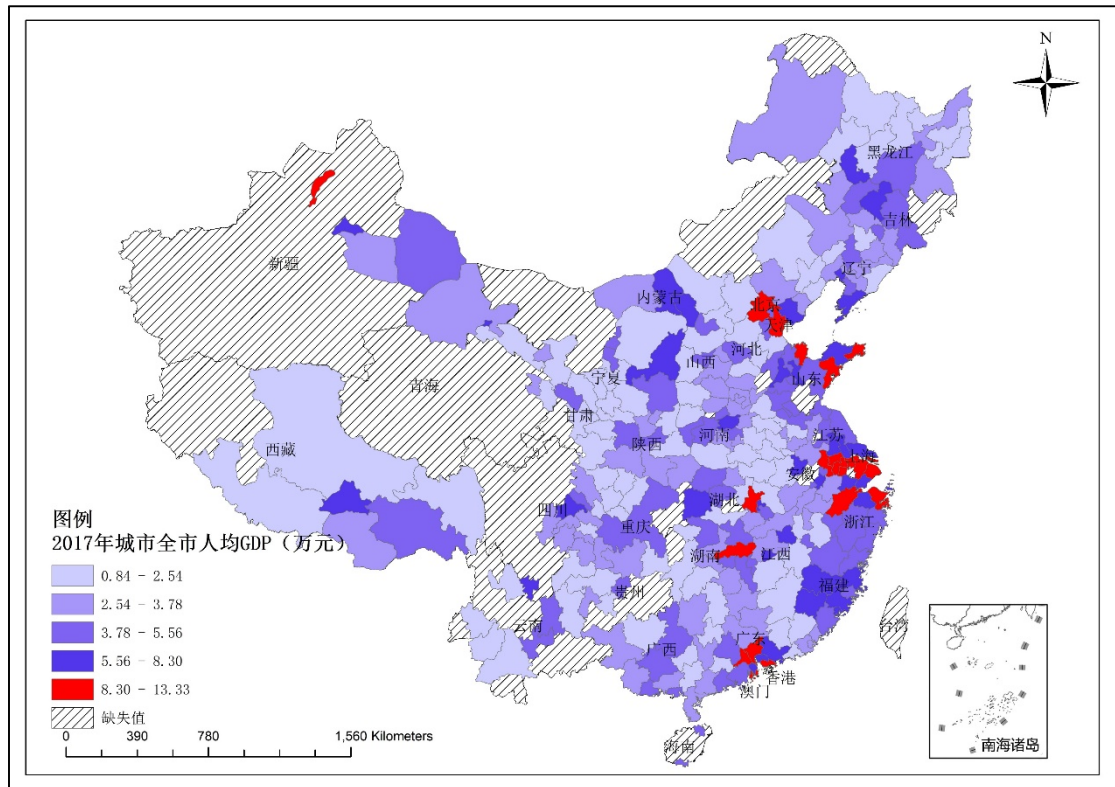 N
黑龙江
吉林
辽宁
新疆
内蒙古
北京
天津
河北
山西
宁夏
山东
青海
甘肃
陕西
河南
江苏
西藏
安徽
上海
四川
湖北
重庆
浙江
湖南
江西
贵州
福建
云南
广西
广东
台湾
香港
澳门
海南
南海诸岛
图例
2017年城市全市人均GDP（万元）
0.84 - 2.54
2.54 - 3.78
3.78 - 5.56
5.56 - 8.30
8.30 - 13.33
缺失值
0 390 780 1,560 Kilometers